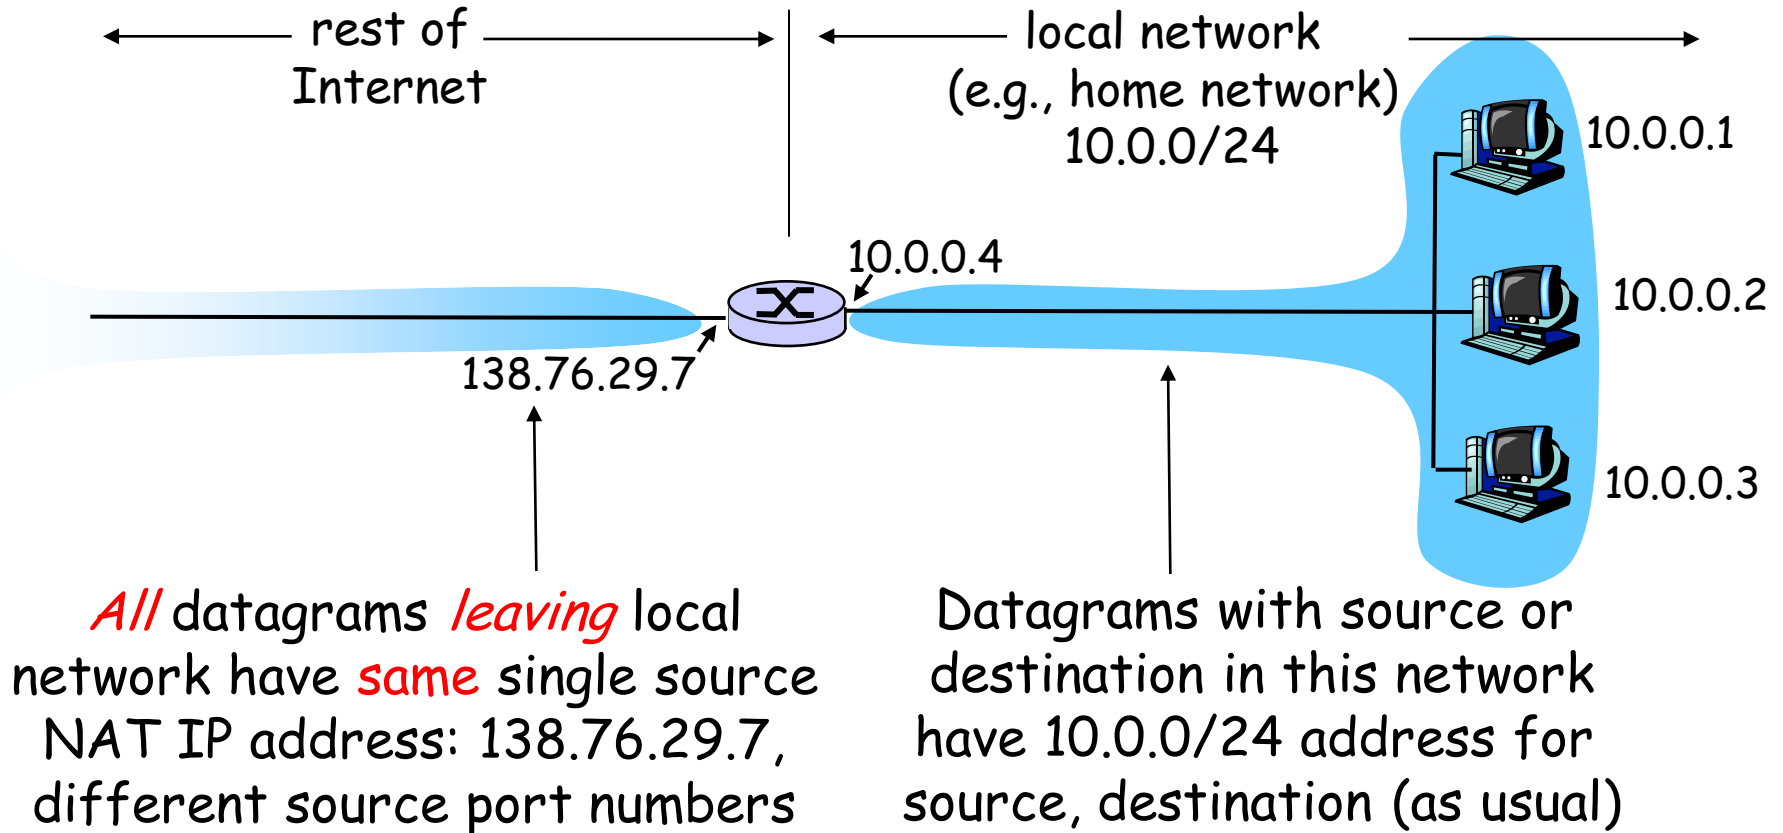 rest of
Internet
local network
(e.g., home network)
10.0.0/24
10.0.0.1
10.0.0.4
10.0.0.2
138.76.29.7
10.0.0.3
All datagrams leaving local
network have same single source
NAT IP address: 138.76.29.7,
different source port numbers
Datagrams with source or
destination in this network
have 10.0.0/24 address for
source, destination (as usual)